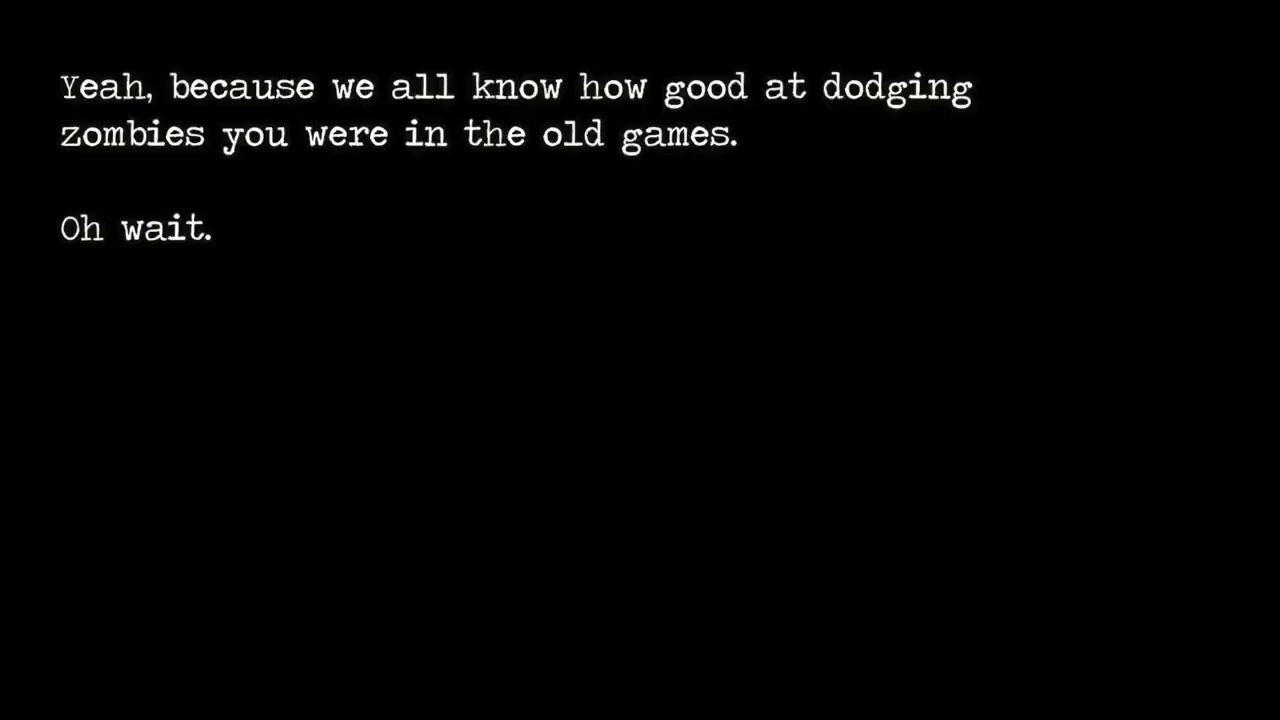 Yeah, because we all know how good at dodging
zombies you were in the old games.
Oh wait.